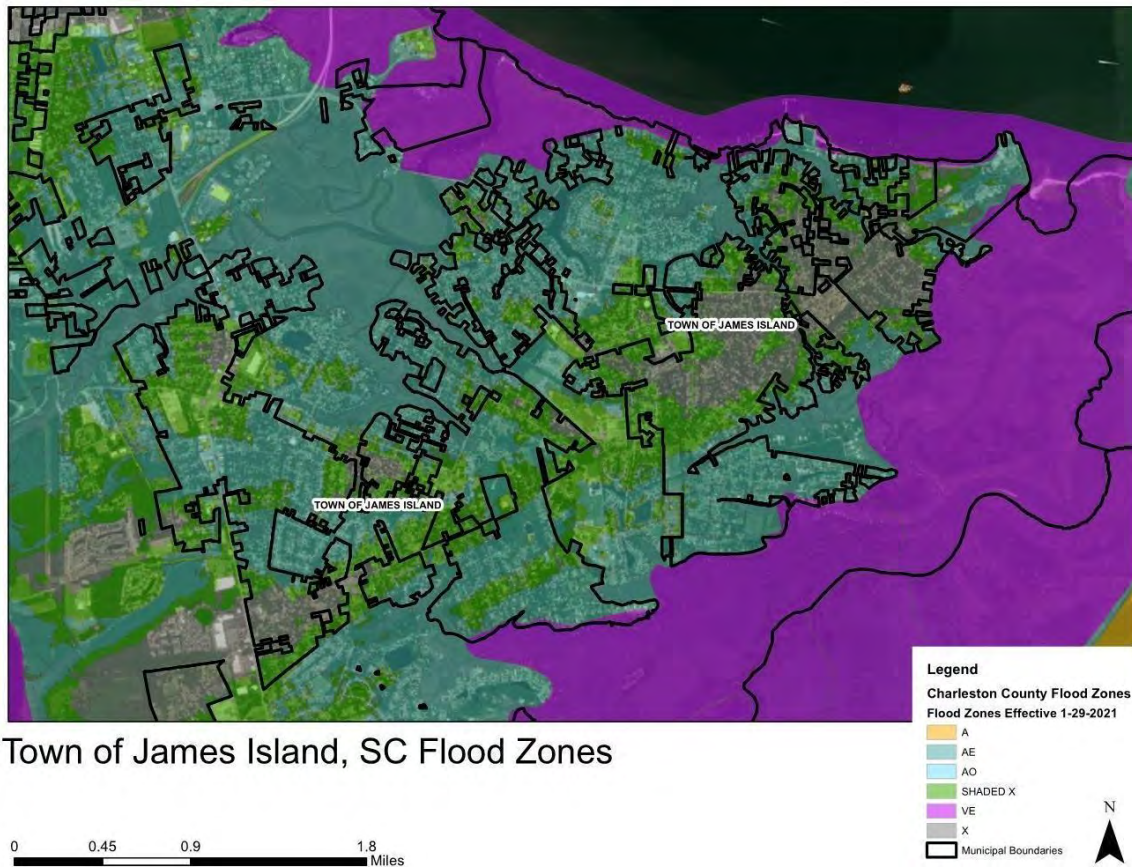 TOWN OF JAMES ISLAND
TOWN OF JAMES ISLAND
Legend
Charleston County Flood Zones
Flood Zones Effective 1-29-2021
A
AE
AO
SHADED X
VE
X
Municipal Boundaries
N
Town of James Island, SC Flood Zones
0 0.45 0.9 1.8
Miles